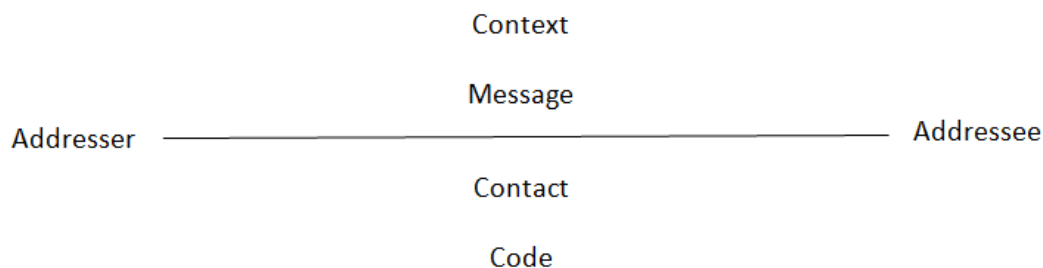 Context
Message
Addresser
Addressee
Contact
Code